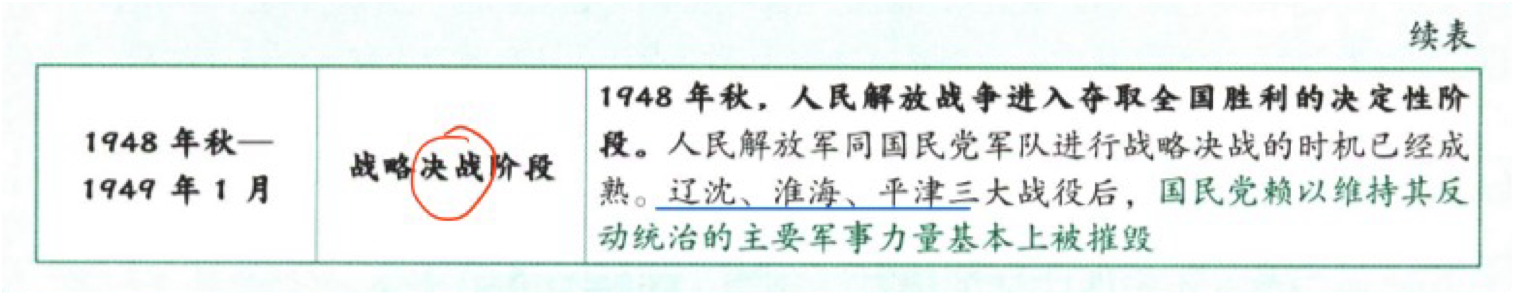 续表
1948 年秋—
1949 年 1 月
战略决战阶段
1948 年秋，人民解放战争进入夺取全国胜利的决定性阶
段。人民解放军同国民党军队进行战略决战的时机已经成
熟。辽沈、淮海、平津三大战役后，国民党赖以维持其反
动统治的主要军事力量基本上被摧毁